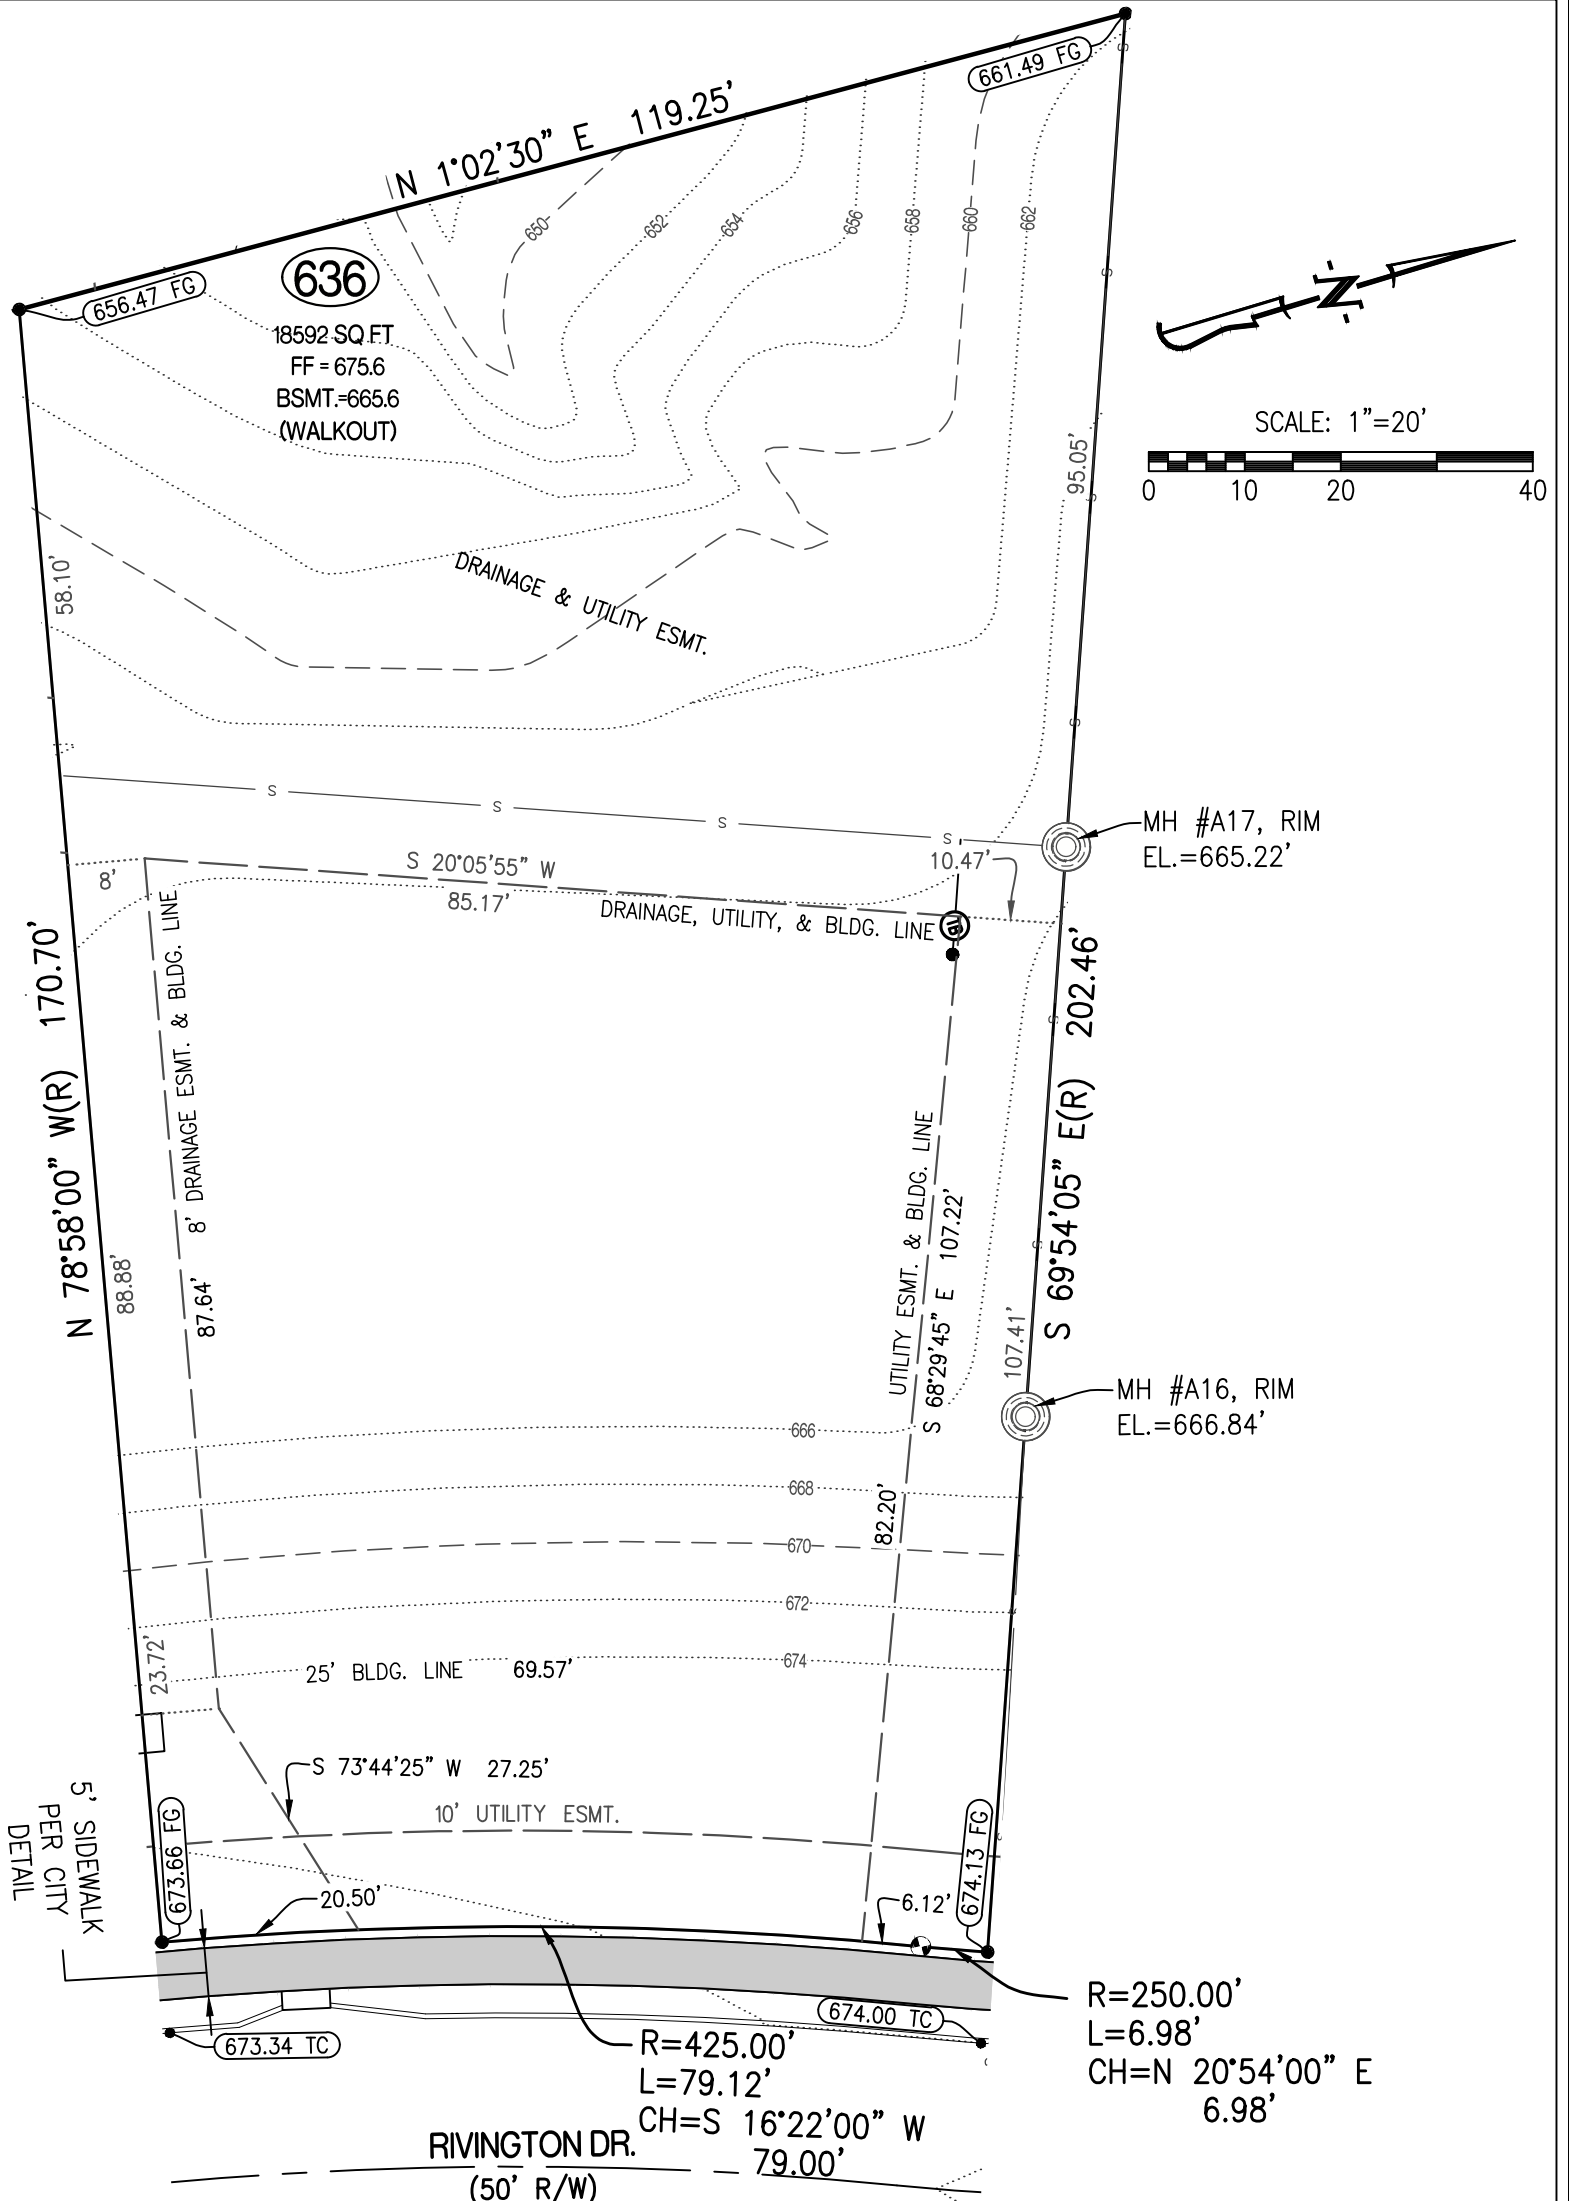 661.49 FG
N 1°02'30" E 119.25'
656.47 FG
636
18592 SQ FT
FF = 675.6
BSMT.=665.6
(WALKOUT)
650
652
654
656
658
660
662
S
S
N
SCALE: 1"=20'
0 10 20 40
95.05'
S
58.10'
DRAINAGE & UTILITY ESMT.
S
S
S
S
S
MH #A17, RIM
EL.=665.22'
S 20°05'55" W
85.17'
10.47'
8'
DRAINAGE, UTILITY, & BLDG. LINE
N 78°58'00" W(R) 170.70'
8' DRAINAGE ESMT. & BLDG. LINE
87.64'
88.88'
UTILITY ESMT. & BLDG. LINE
S 68°29'45" E 107.22'
S
S
S 69°54'05" E(R) 202.46'
107.41'
MH #A16, RIM
EL.=666.84'
666
668
670
672
674
82.20'
23.72'
25' BLDG. LINE 69.57'
S 73°44'25" W 27.25'
10' UTILITY ESMT.
5' SIDEWALK
PER CITY
DETAIL
673.66 FG
674.13 FG
20.50'
6.12'
673.34 TC
674.00 TC
R=425.00'
L=79.12'
CH=S 16°22'00" W
79.00'
R=250.00'
L=6.98'
CH=N 20°54'00" E
6.98'
RIVINGTON DR.
(50' R/W)